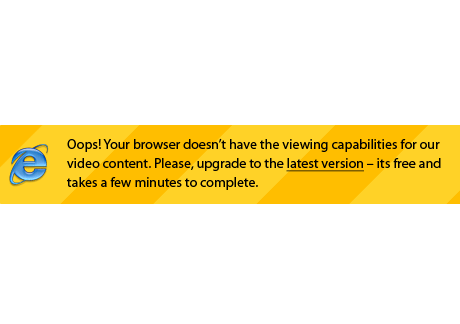 Oops! Your browser doesn't have the viewing capabilities for our
video content. Please, upgrade to the latest version – its free and
takes a few minutes to complete.